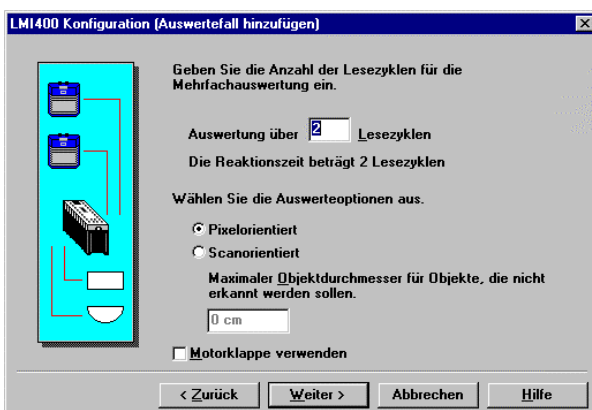 LMI400 Konfiguration (Auswertefall hinzufügen)
Geben Sie die Anzahl der Lesezyklen für die
Mehrfachauswertung ein.
Auswertung über 2 Lesezyklen
Die Reaktionszeit beträgt 2 Lesezyklen
Wählen Sie die Auswerteoptionen aus.
Pixelorientiert
Scanorientiert
Maximaler Objektdurchmesser für Objekte, die nicht
erkannt werden sollen.
0 cm
Motorklappe verwenden
< Zurück Weiter > Abbrechen Hilfe